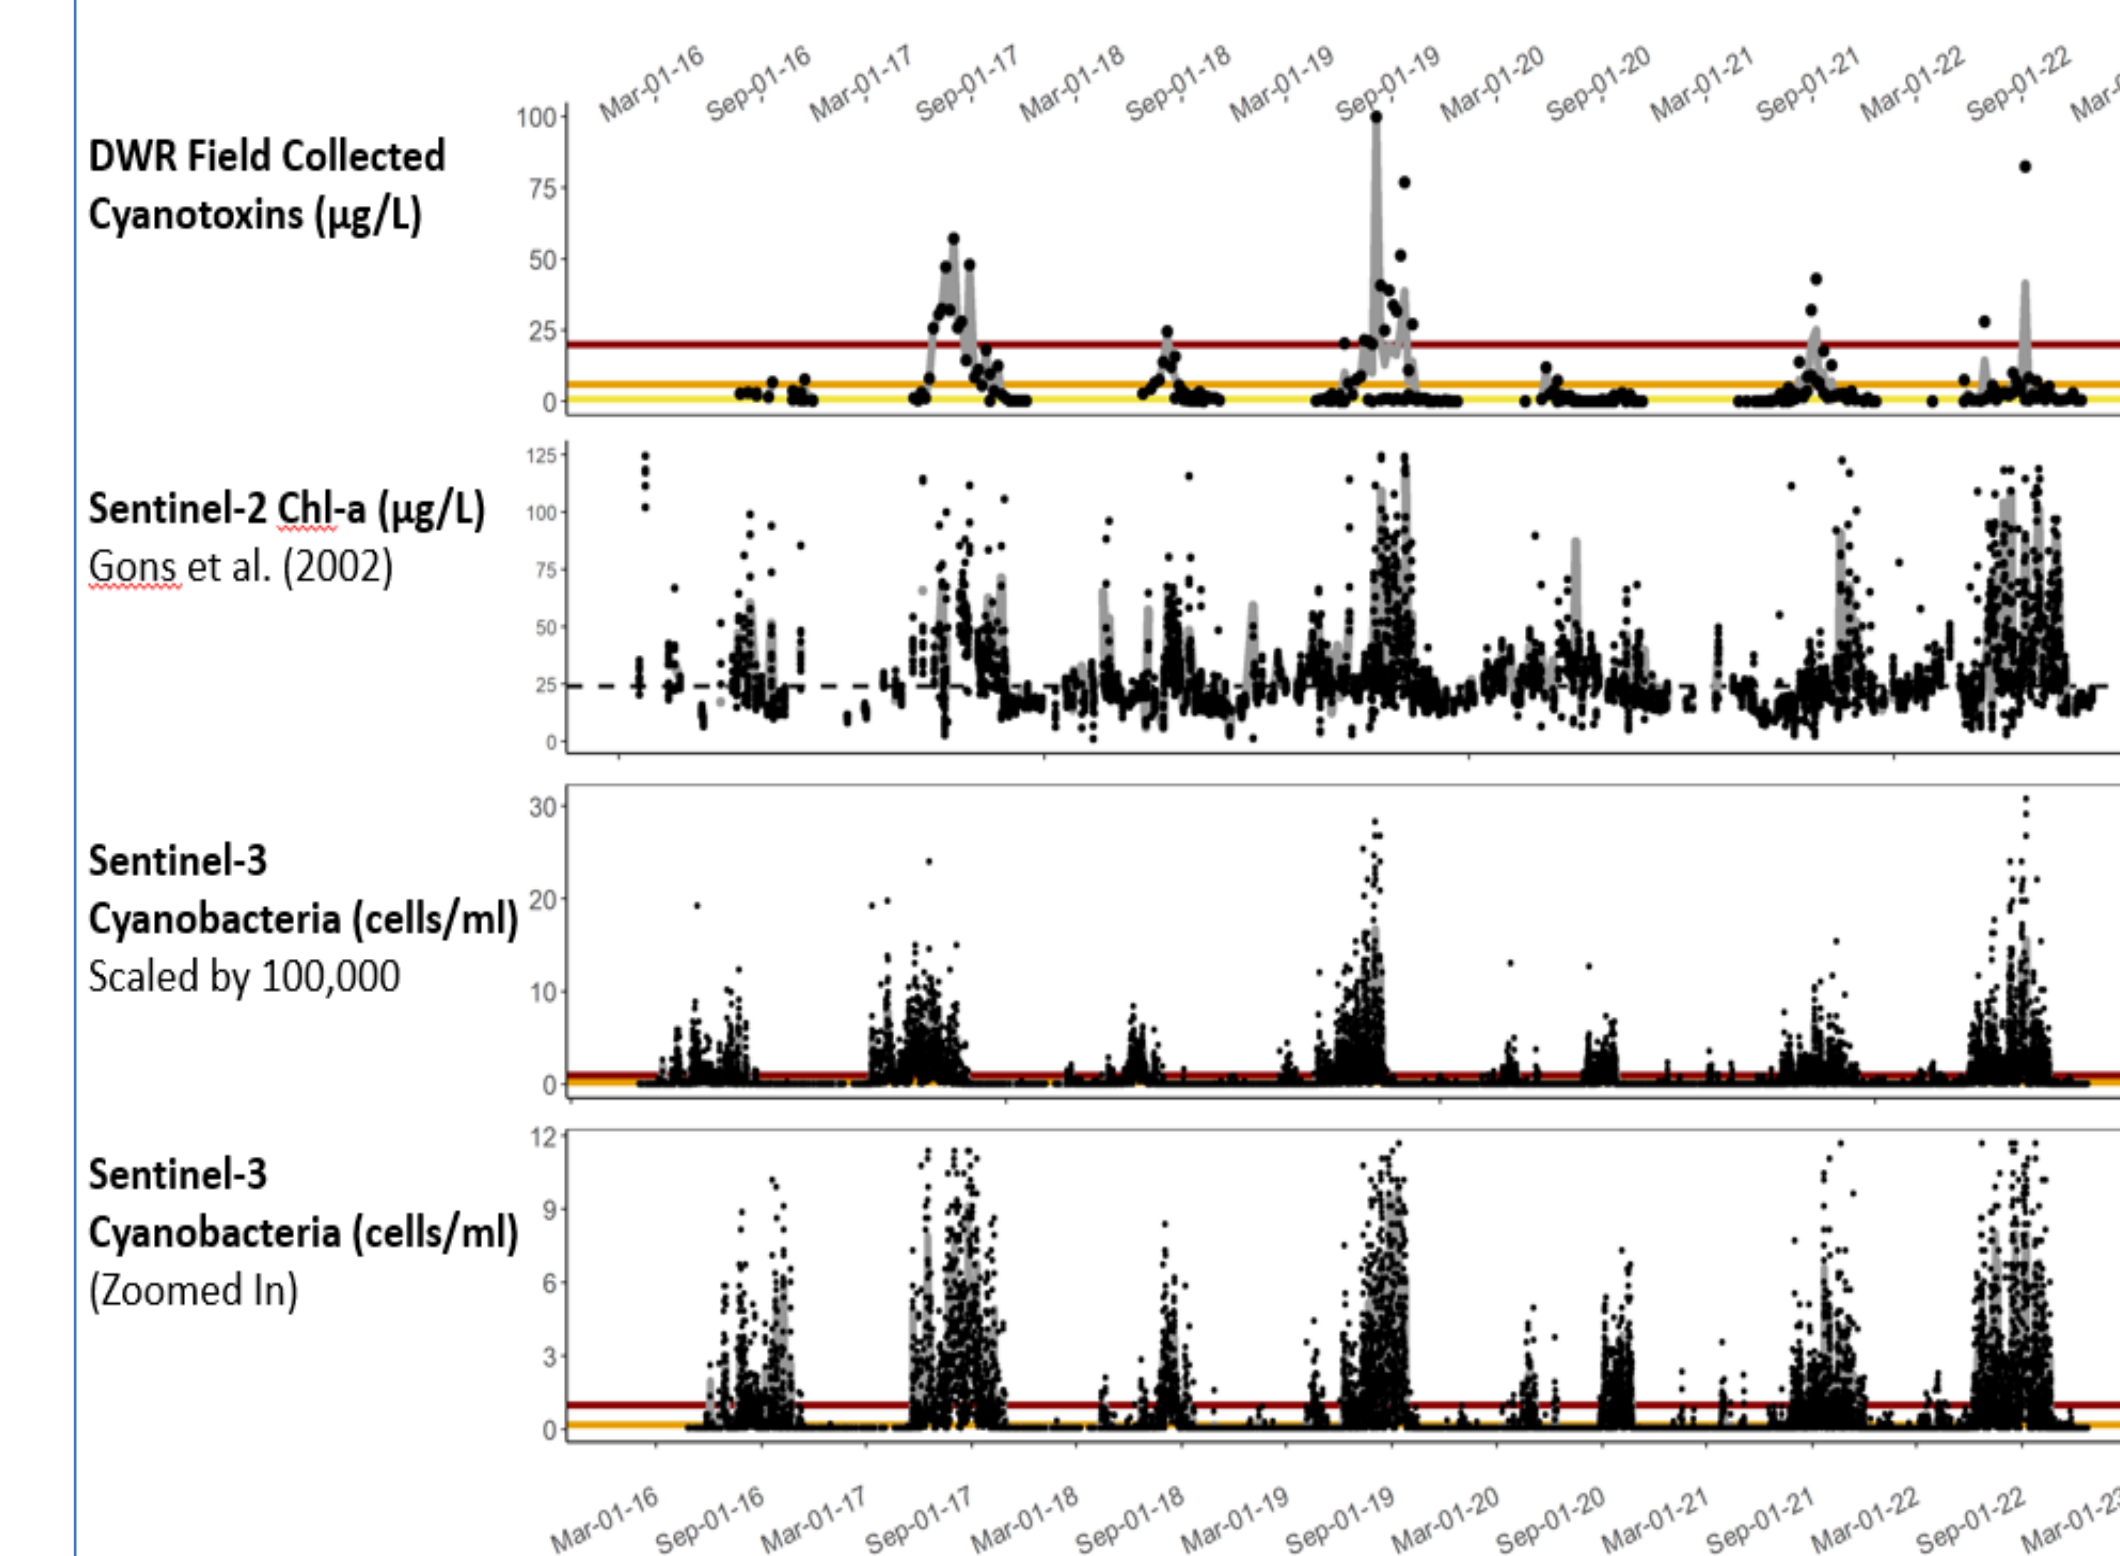 Mar-01-16 Sep-01-16 Mar-01-17 Sep-01-17 Mar-01-18 Sep-01-18 Mar-01-19 Sep-01-19 Mar-01-20 Sep-01-20 Mar-01-21 Sep-01-21 Mar-01-22 Sep-01-22
DWR Field Collected
Cyanotoxins (µg/L)
100
75
50
25
0
Sentinel-2 Chl-a (µg/L)
Gons et al. (2002)
125
100
75
50
25
0
Sentinel-3
Cyanobacteria (cells/ml)
Scaled by 100,000
30
20
10
0
Sentinel-3
Cyanobacteria (cells/ml)
(Zoomed In)
12
9
6
3
0
Mar-01-16 Sep-01-16 Mar-01-17 Sep-01-17 Mar-01-18 Sep-01-18 Mar-01-19 Sep-01-19 Mar-01-20 Sep-01-20 Mar-01-21 Sep-01-21 Mar-01-22 Sep-01-22 Mar-01-23